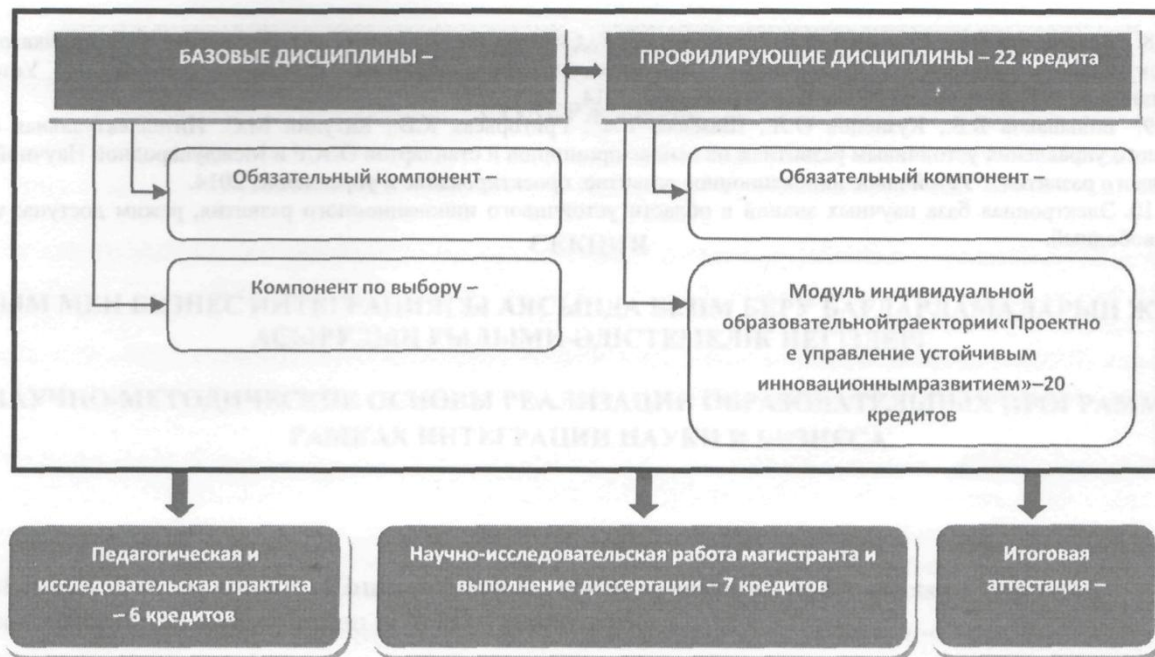 БАЗОВЫЕ ДИСЦИПЛИНЫ –
ПРОФИЛИРУЮЩИЕ ДИСЦИПЛИНЫ – 22 кредита
Обязательный компонент –
Обязательный компонент –
Компонент по выбору –
Модуль индивидуальной
образовательнойтраектории«Проектно
е управление устойчивым
инновационнымразвитием»–20
кредитов
Педагогическая и
исследовательская практика
– 6 кредитов
Научно-исследовательская работа магистранта и
выполнение диссертации – 7 кредитов
Итоговая
аттестация –